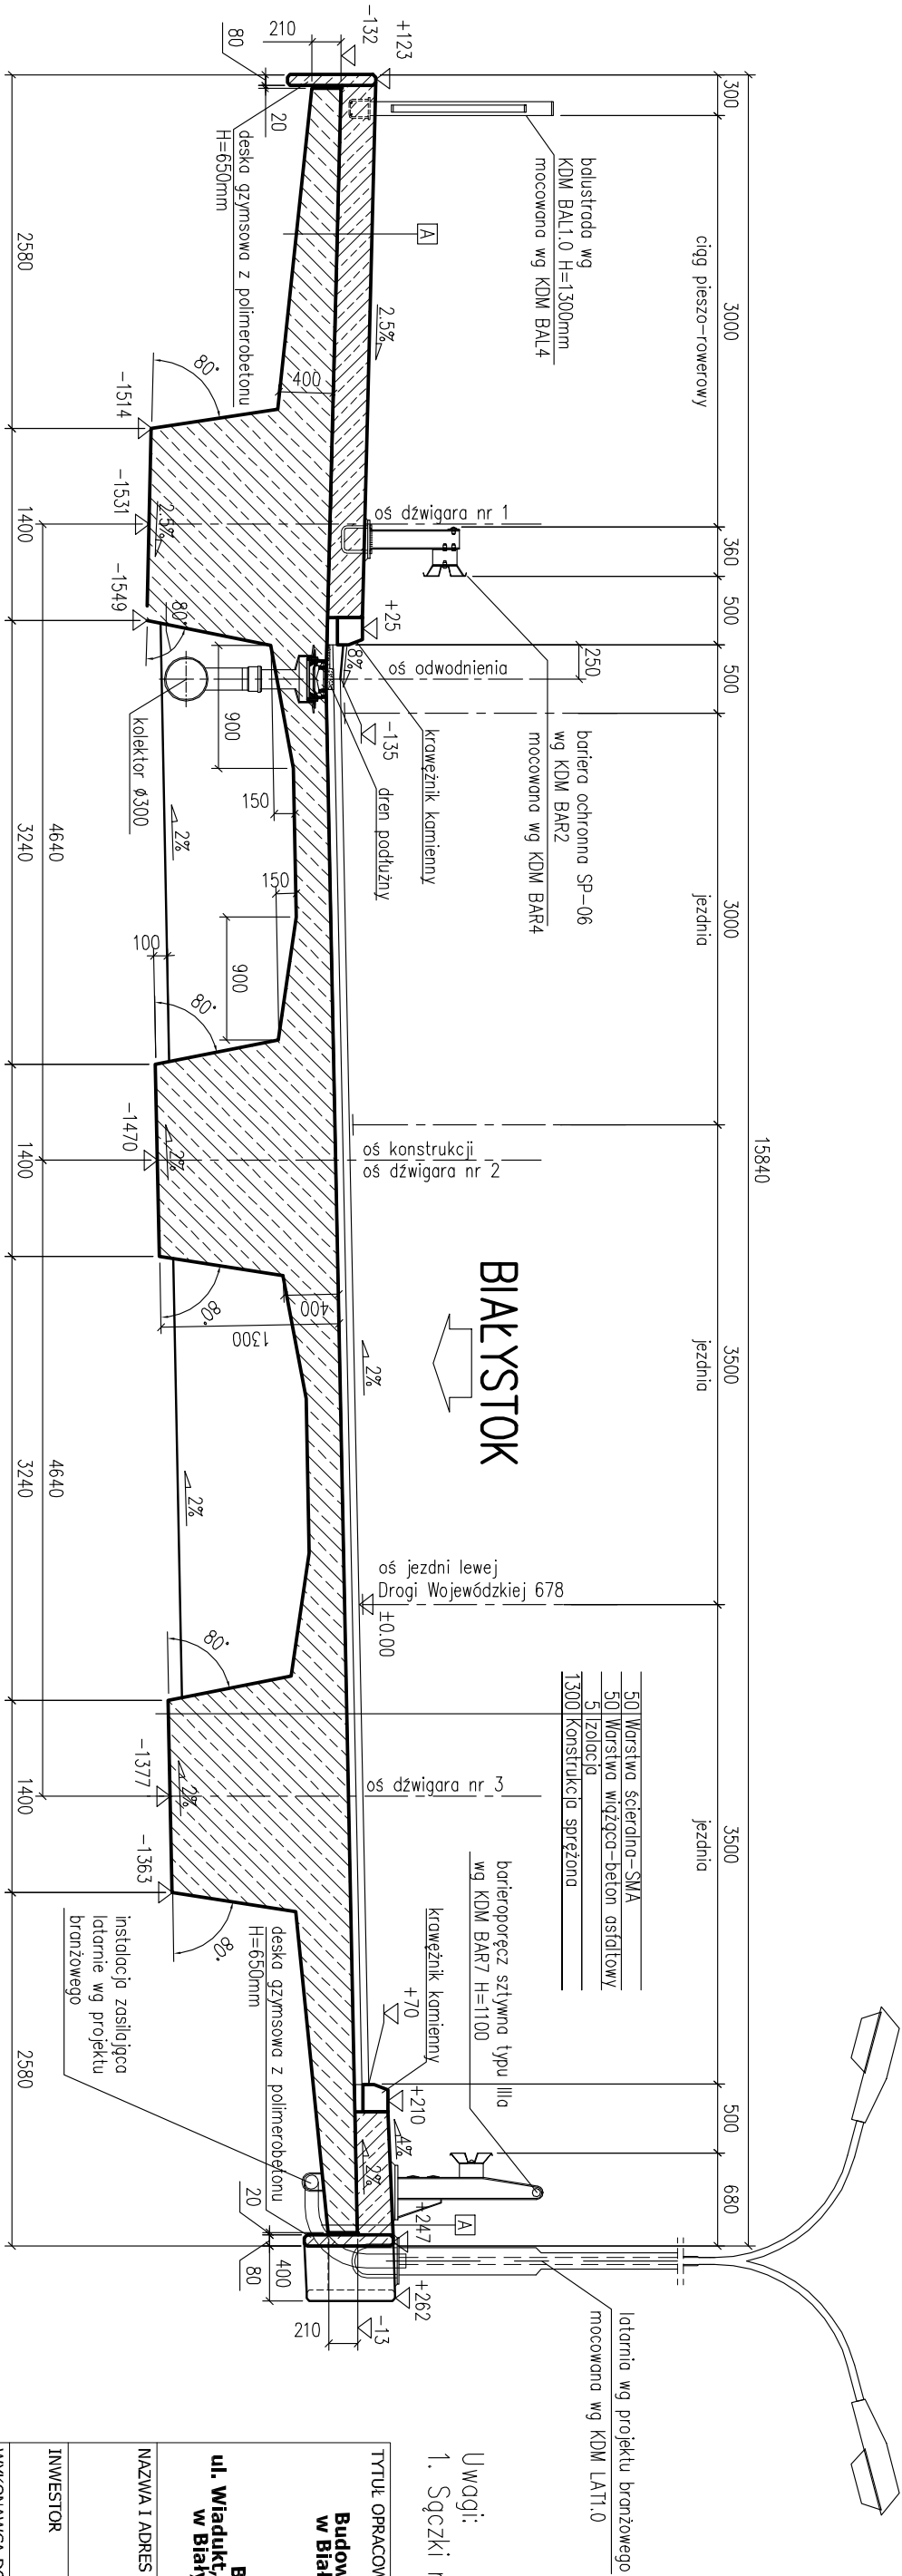 15840
300
3000
360
500
500
3000
3500
3500
500
680
ciąg pieszo-rowerowy
jezdnia
jezdnia
jezdnia
250
balustrada wg
KDM BAL1.0 H=1300mm
mocowana wg KDM BAL4
bariera ochronna SP-06
wg KDM BAR2
mocowana wg KDM BAR4
BIAŁYSTOK
50 Warstwa ścieralna-SMA
50 Warstwa wiążąca-beton asfaltowy
5 Izolacja
1300 Konstrukcja sprężona
barieroporęcz sztywna typu IIIa
wg KDM BAR7 H=1100
krawężnik kamienny
latarnia wg projektu branżowego
mocowana wg KDM LAT1.0
+123
-132
210
80
20
A
2.5%
deska gzymsowa z polimerobetonu
H=650mm
400
80°
-1514
-1531
2.5%
-1549
80°
oś dźwigara nr 1
+25
oś odwodnienia
8%
-135
krawężnik kamienny
dren podłużny
900
150
kolektor ø300
2%
150
900
100
80°
-1470
2%
oś konstrukcji
oś dźwigara nr 2
400
1300
80°
2%
2%
oś jezdni lewej
Drogi Wojewódzkiej 678
±0.00
80°
-1377
2%
-1363
80°
oś dźwigara nr 3
+70
+210
4%
2%
+247
A
+262
-13
210
20
400
80
deska gzymsowa z polimerobetonu
H=650mm
instalacja zasilająca
latarnie wg projektu
branżowego
4640
4640
2580
1400
3240
1400
3240
1400
2580
Uwagi:
1. Sączki
TYTUŁ OPRACOW
Budow
w Biał
B
ul. Wiadukt,
w Biały
NAZWA I ADRES
INWESTOR